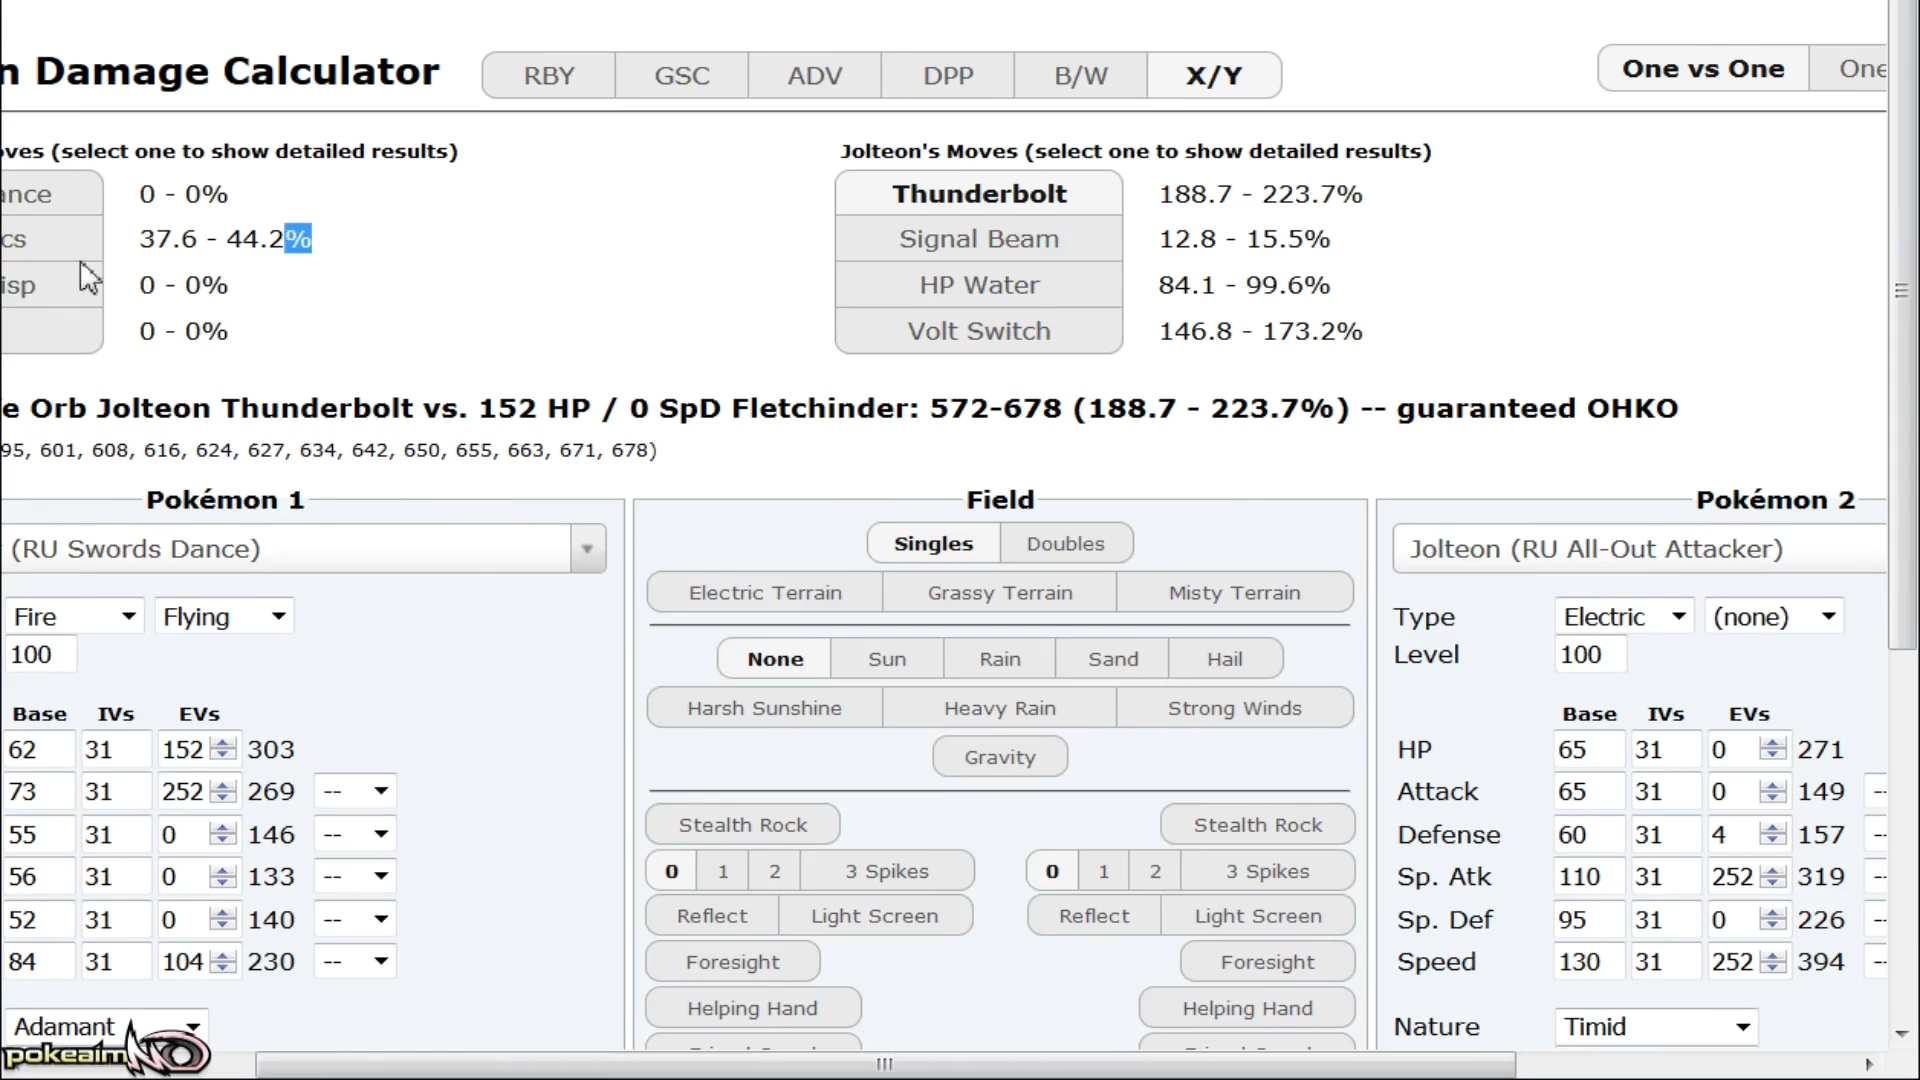 n Damage Calculator RBY GSC ADV DPP B/W X/Y One vs One One
oves (select one to show detailed results) Jolteon's Moves (select one to show detailed results)
ance 0 - 0% Thunderbolt 188.7 - 223.7%
cs 37.6 - 44.2% Signal Beam 12.8 - 15.5%
isp 0 - 0% HP Water 84.1 - 99.6%
0 - 0% Volt Switch 146.8 - 173.2%
e Orb Jolteon Thunderbolt vs. 152 HP / 0 SpD Fletchinder: 572-678 (188.7 - 223.7%) -- guaranteed OHKO
95, 601, 608, 616, 624, 627, 634, 642, 650, 655, 663, 671, 678)
Pokémon 1 Field Pokémon 2
(RU Swords Dance) Singles Doubles Jolteon (RU All-Out Attacker)
Electric Terrain Grassy Terrain Misty Terrain
Fire Flying Type Electric (none)
100 None Sun Rain Sand Hail Level 100
Harsh Sunshine Heavy Rain Strong Winds
Base IVs EVs Base IVs EVs
62 31 152 303 Gravity HP 65 31 0 271
73 31 252 269 -- Attack 65 31 0 149 --
55 31 0 146 -- Stealth Rock Stealth Rock Defense 60 31 4 157 --
56 31 0 133 -- 0 1 2 3 Spikes 0 1 2 3 Spikes Sp. Atk 110 31 252 319 --
52 31 0 140 -- Reflect Light Screen Reflect Light Screen Sp. Def 95 31 0 226 --
84 31 104 230 -- Foresight Foresight Speed 130 31 252 394 --
Helping Hand Helping Hand
Adamant Nature Timid
pokeaimMD